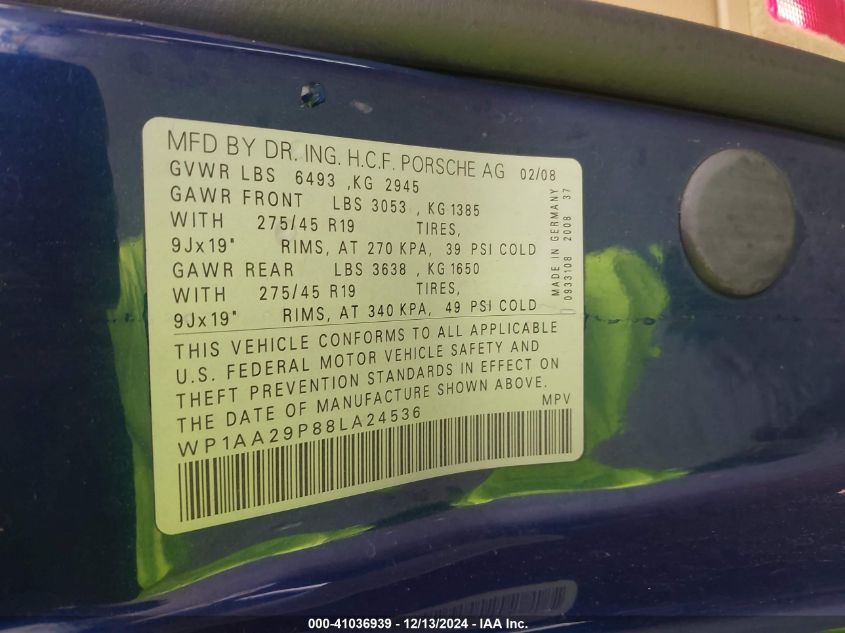 MFD BY DR. ING. H.C.F. PORSCHE AG 02/08
GVWR LBS 6493 ,KG 2945
GAWR FRONT LBS 3053 , KG 1385
WITH 275/45 R19 TIRES,
9Jx19" RIMS, AT 270 KPA, 39 PSI COLD
GAWR REAR LBS 3638 , KG 1650
WITH 275/45 R19 TIRES,
9Jx19" RIMS, AT 340 KPA, 49 PSI COLD
THIS VEHICLE CONFORMS TO ALL APPLICABLE
U.S. FEDERAL MOTOR VEHICLE SAFETY AND
THEFT PREVENTION STANDARDS IN EFFECT ON
THE DATE OF MANUFACTURE SHOWN ABOVE.
WP1AA29P88LA24536 MPV
MADE IN GERMANY
0933108 2008 37
000-41036939 - 12/13/2024 - IAA Inc.